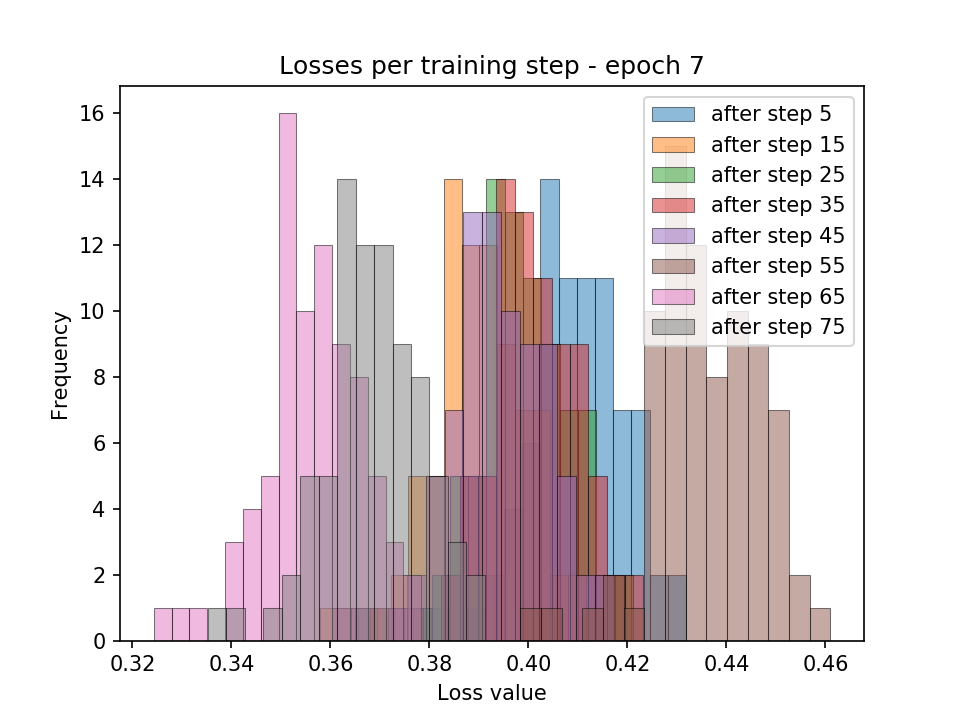 Losses per training step - epoch 7
16
14
12
10
8
6
4
2
0
Frequency
after step 5
after step 15
after step 25
after step 35
after step 45
after step 55
after step 65
after step 75
0.32 0.34 0.36 0.38 0.40 0.42 0.44 0.46
Loss value